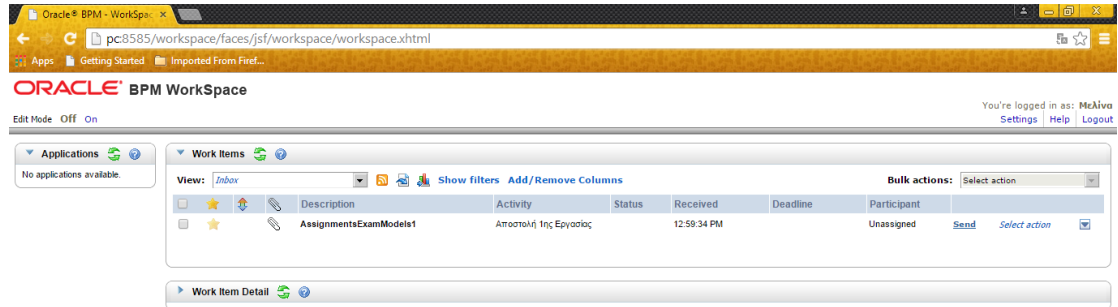 Oracle® BPM - WorkSpac
pc:8585/workspace/faces/jsf/workspace/workspace.xhtml
Apps Getting Started Imported From Firef...
ORACLE® BPM WorkSpace
You're logged in as: Μελίνα
Edit Mode Off On Settings Help Logout
Applications Work Items
No applications available.
View: Inbox Show filters Add/Remove Columns Bulk actions: Select action
Description Activity Status Received Deadline Participant
AssignmentsExamModels1 Αποστολή 1ης Εργασίας 12:59:34 PM Unassigned Send Select action
Work Item Detail